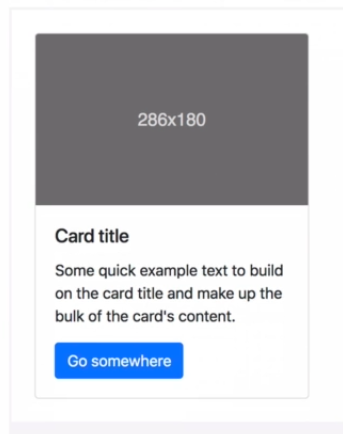 286x180
Card title
Some quick example text to build
on the card title and make up the
bulk of the card's content.
Go somewhere